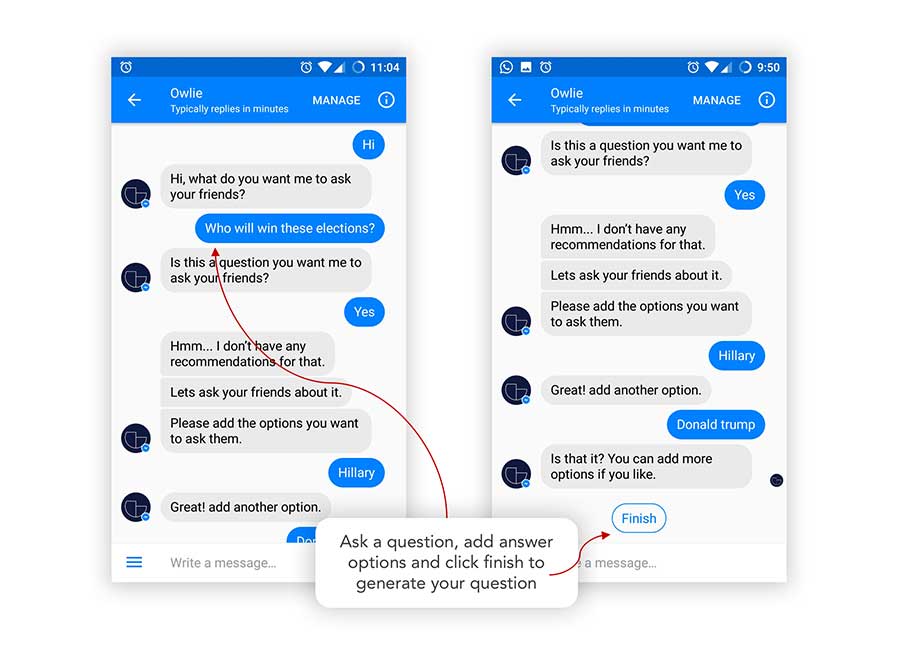 11:04
Owlie
Typically replies in minutes
MANAGE
Hi
Hi, what do you want me to ask
your friends?
Who will win these elections?
Is this a question you want me to
ask your friends?
Yes
Hmm... I don't have any
recommendations for that.
Lets ask your friends about it.
Please add the options you want
to ask them.
Hillary
Great! add another option.
Write a message...
9:50
Owlie
Typically replies in minutes
MANAGE
Is this a question you want me to
ask your friends?
Yes
Hmm... I don't have any
recommendations for that.
Lets ask your friends about it.
Please add the options you want
to ask them.
Hillary
Great! add another option.
Donald trump
Is that it? You can add more
options if you like.
Finish
a message...
Ask a question, add answer
options and click finish to
generate your question